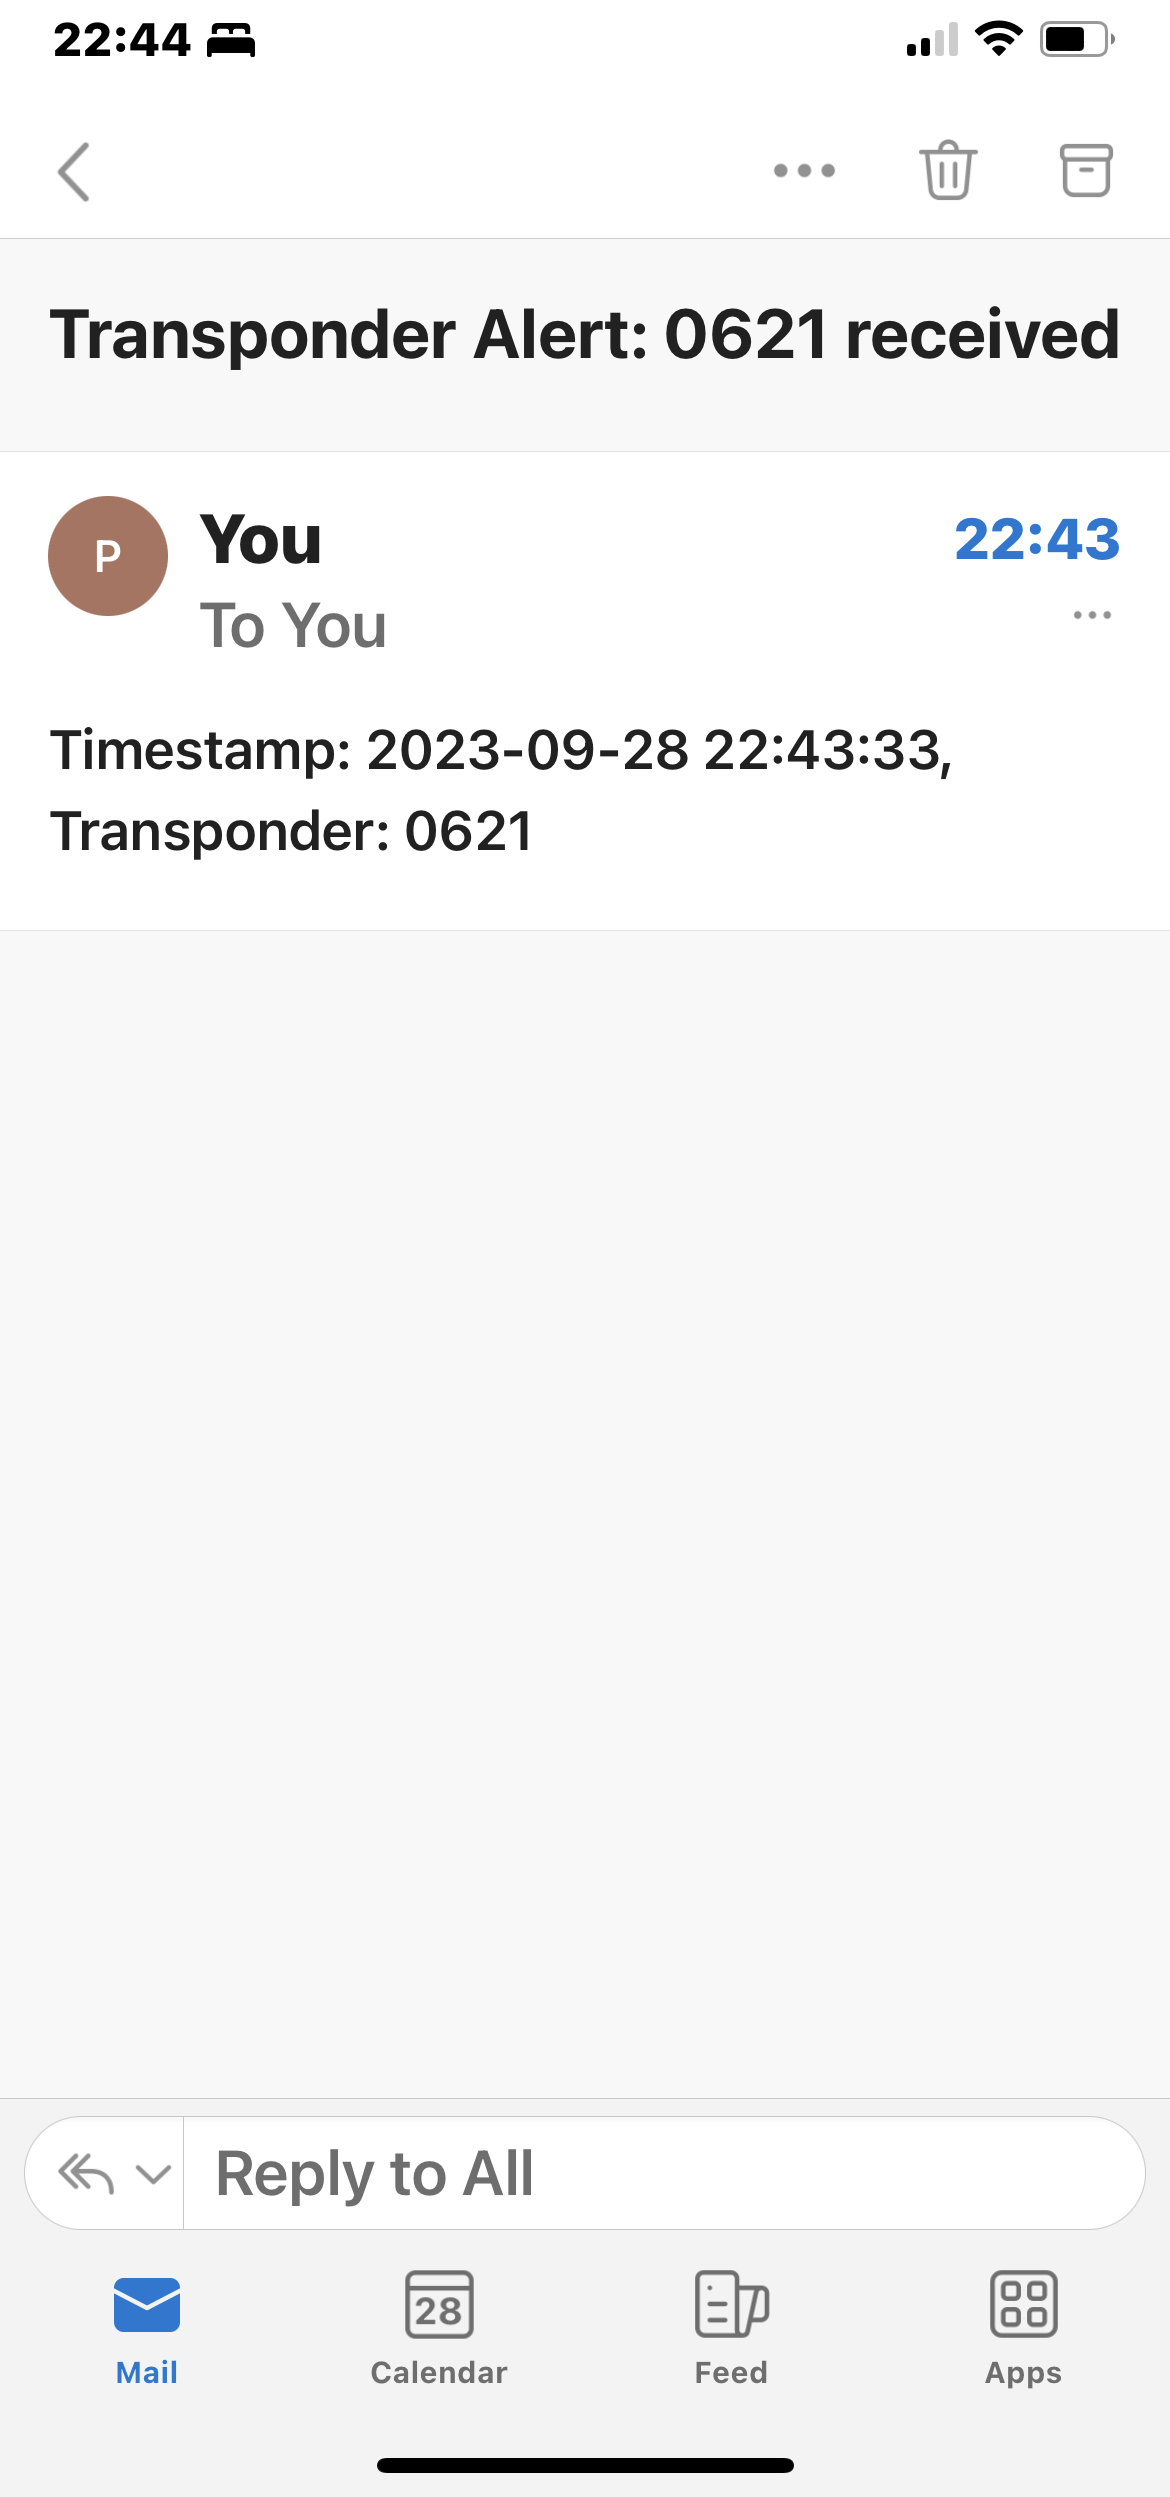 22:44
Transponder Alert: 0621 received
P
You
22:43
To You
Timestamp: 2023-09-28 22:43:33,
Transponder: 0621
Reply to All
28
Mail
Calendar
Feed
Apps